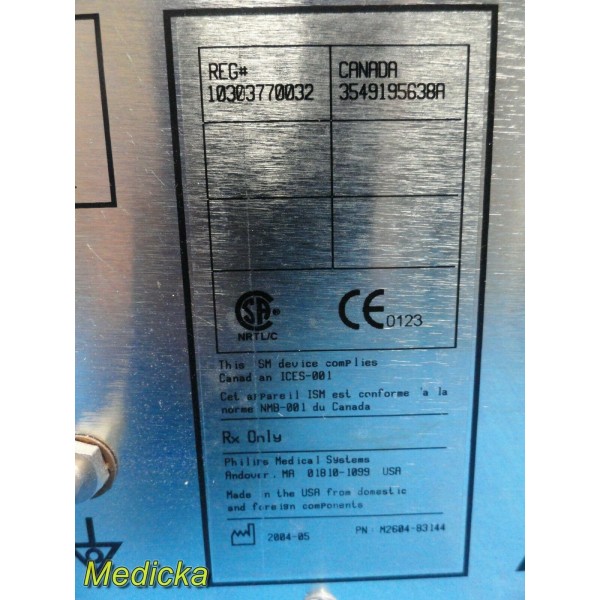 REG# CANADA
10303770032 3549195638A
SA ®
NRTL/C
CE 0123
This ISM device complies
Canadian ICES-001
Cet appareil ISM est conforme 'a la
norme NMB-001 du Canada
Rx Only
Philips Medical Systems
Andover, MA 01810-1099 USA
Made in the USA from domestic
and foreign components
2004-05 PN: M2604-83144
Medicka